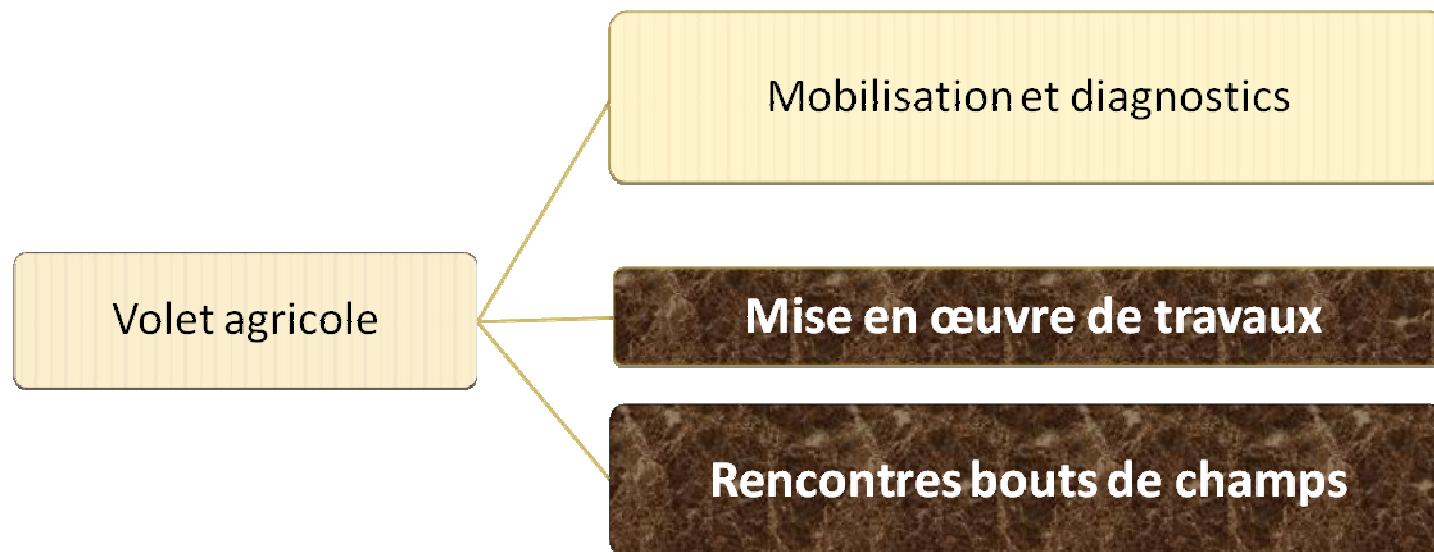 Mobilisation et diagnostics
Volet agricole
Mise en œuvre de travaux
Rencontres bouts de champs